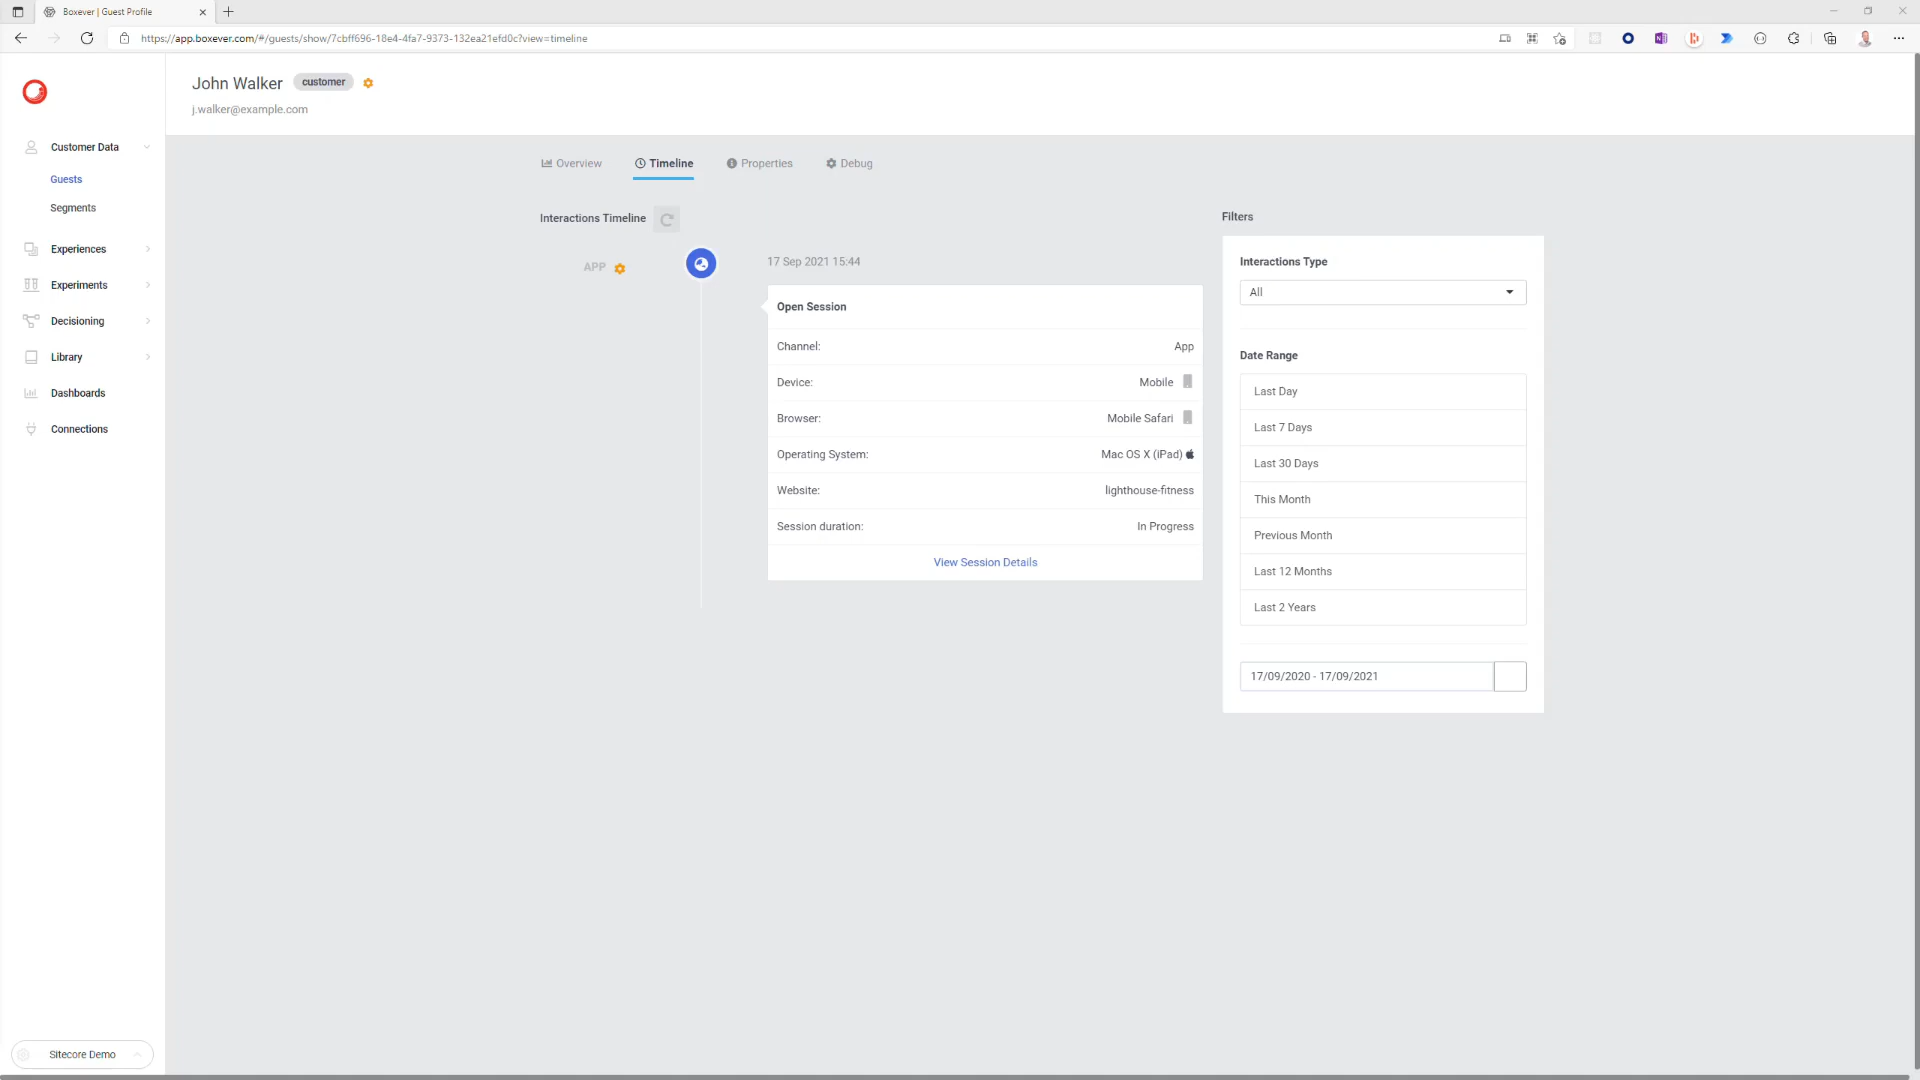 Boxever | Guest Profile
https://app.boxever.com/#/guests/show/7cbff696-18e4-4fa7-9373-132ea21efd0c?view=timeline
John Walker customer
j.walker@example.com
Customer Data
Guests
Segments
Experiences
Experiments
Decisioning
Library
Dashboards
Connections
Sitecore Demo
Overview Timeline Properties Debug
Interactions Timeline
APP
17 Sep 2021 15:44
Open Session
Channel: App
Device: Mobile
Browser: Mobile Safari
Operating System: Mac OS X (iPad)
Website: lighthouse-fitness
Session duration: In Progress
View Session Details
Filters
Interactions Type
All
Date Range
Last Day
Last 7 Days
Last 30 Days
This Month
Previous Month
Last 12 Months
Last 2 Years
17/09/2020 - 17/09/2021